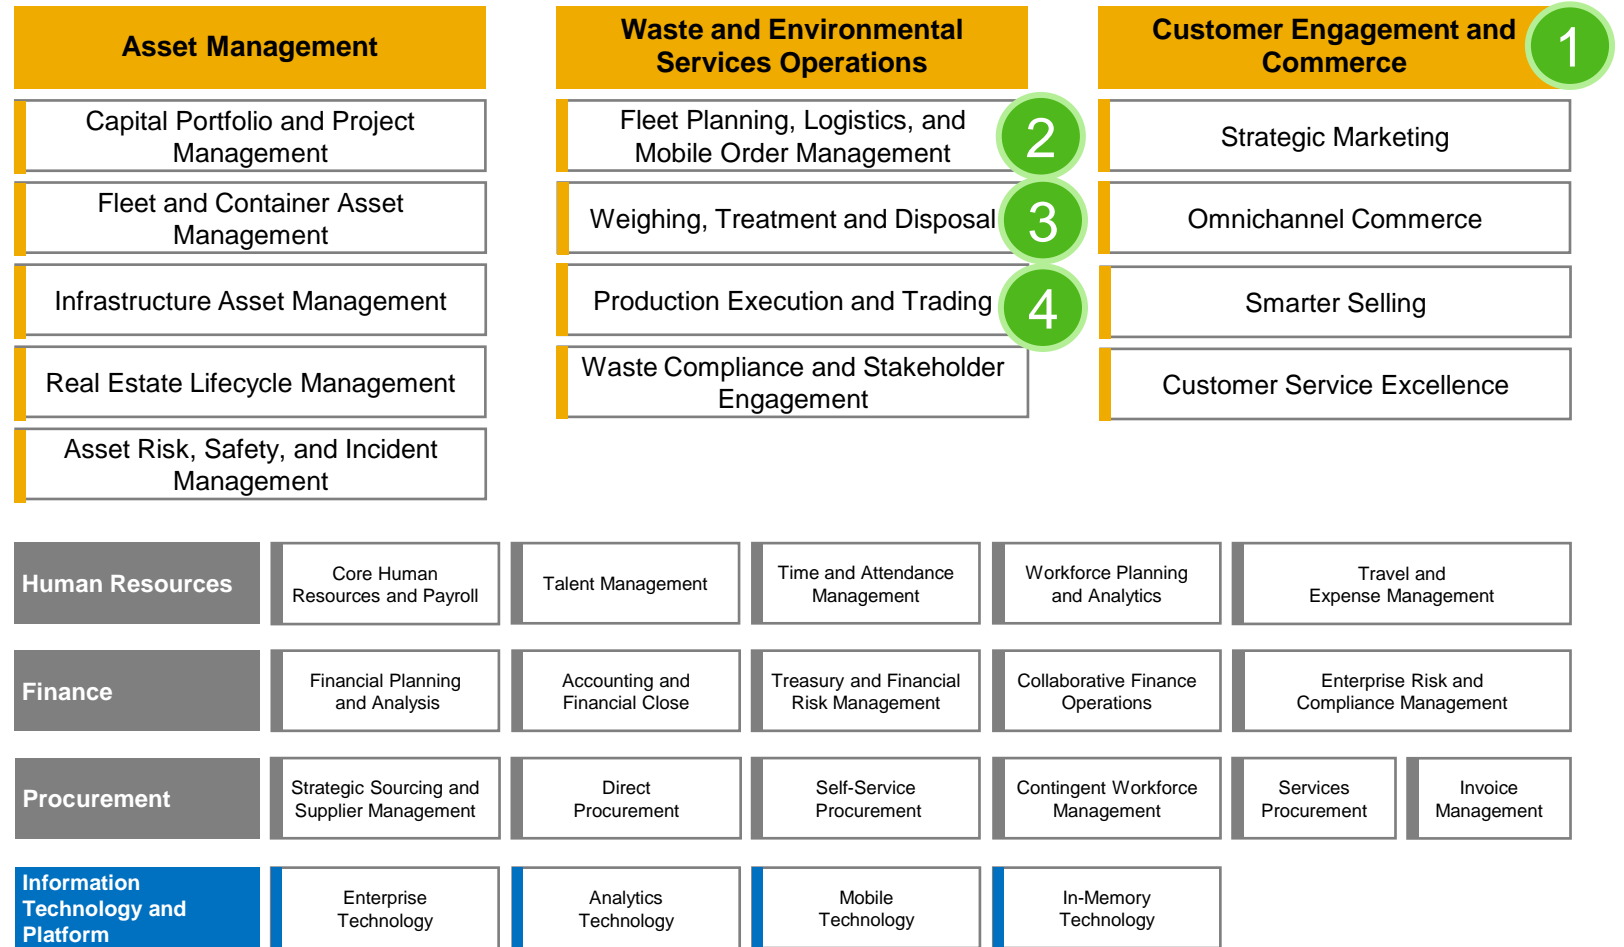 Asset Management
Capital Portfolio and Project
Management
Fleet and Container Asset
Management
Infrastructure Asset Management
Real Estate Lifecycle Management
Asset Risk, Safety, and Incident
Management
Waste and Environmental
Services Operations
Fleet Planning, Logistics, and
Mobile Order Management
2
Weighing, Treatment and Disposal
3
Production Execution and Trading
4
Waste Compliance and Stakeholder
Engagement
Customer Engagement and
Commerce
1
Strategic Marketing
Omnichannel Commerce
Smarter Selling
Customer Service Excellence
Human Resources
Core Human
Resources and Payroll
Talent Management
Time and Attendance
Management
Workforce Planning
and Analytics
Travel and
Expense Management
Finance
Financial Planning
and Analysis
Accounting and
Financial Close
Treasury and Financial
Risk Management
Collaborative Finance
Operations
Enterprise Risk and
Compliance Management
Procurement
Strategic Sourcing and
Supplier Management
Direct
Procurement
Self-Service
Procurement
Contingent Workforce
Management
Services
Procurement
Invoice
Management
Information
Technology and
Platform
Enterprise
Technology
Analytics
Technology
Mobile
Technology
In-Memory
Technology